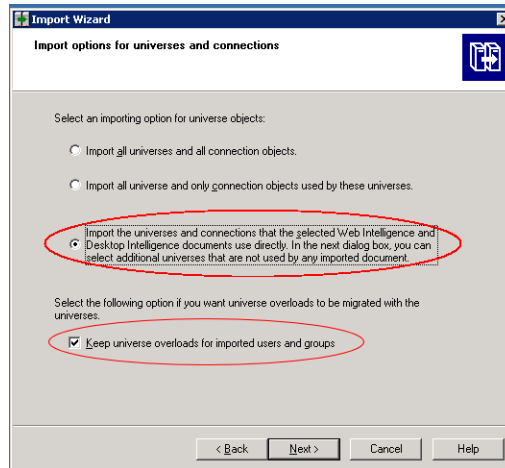 Import Wizard
Import options for universes and connections
Select an importing option for universe objects:
Import all universes and all connection objects.
Import all universe and only connection objects used by these universes.
Import the universes and connections that the selected Web Intelligence and
Desktop Intelligence documents use directly. In the next dialog box, you can
select additional universes that are not used by any imported document.
Select the following option if you want universe overloads to be migrated with the
universes.
Keep universe overloads for imported users and groups
< Back Next > Cancel Help